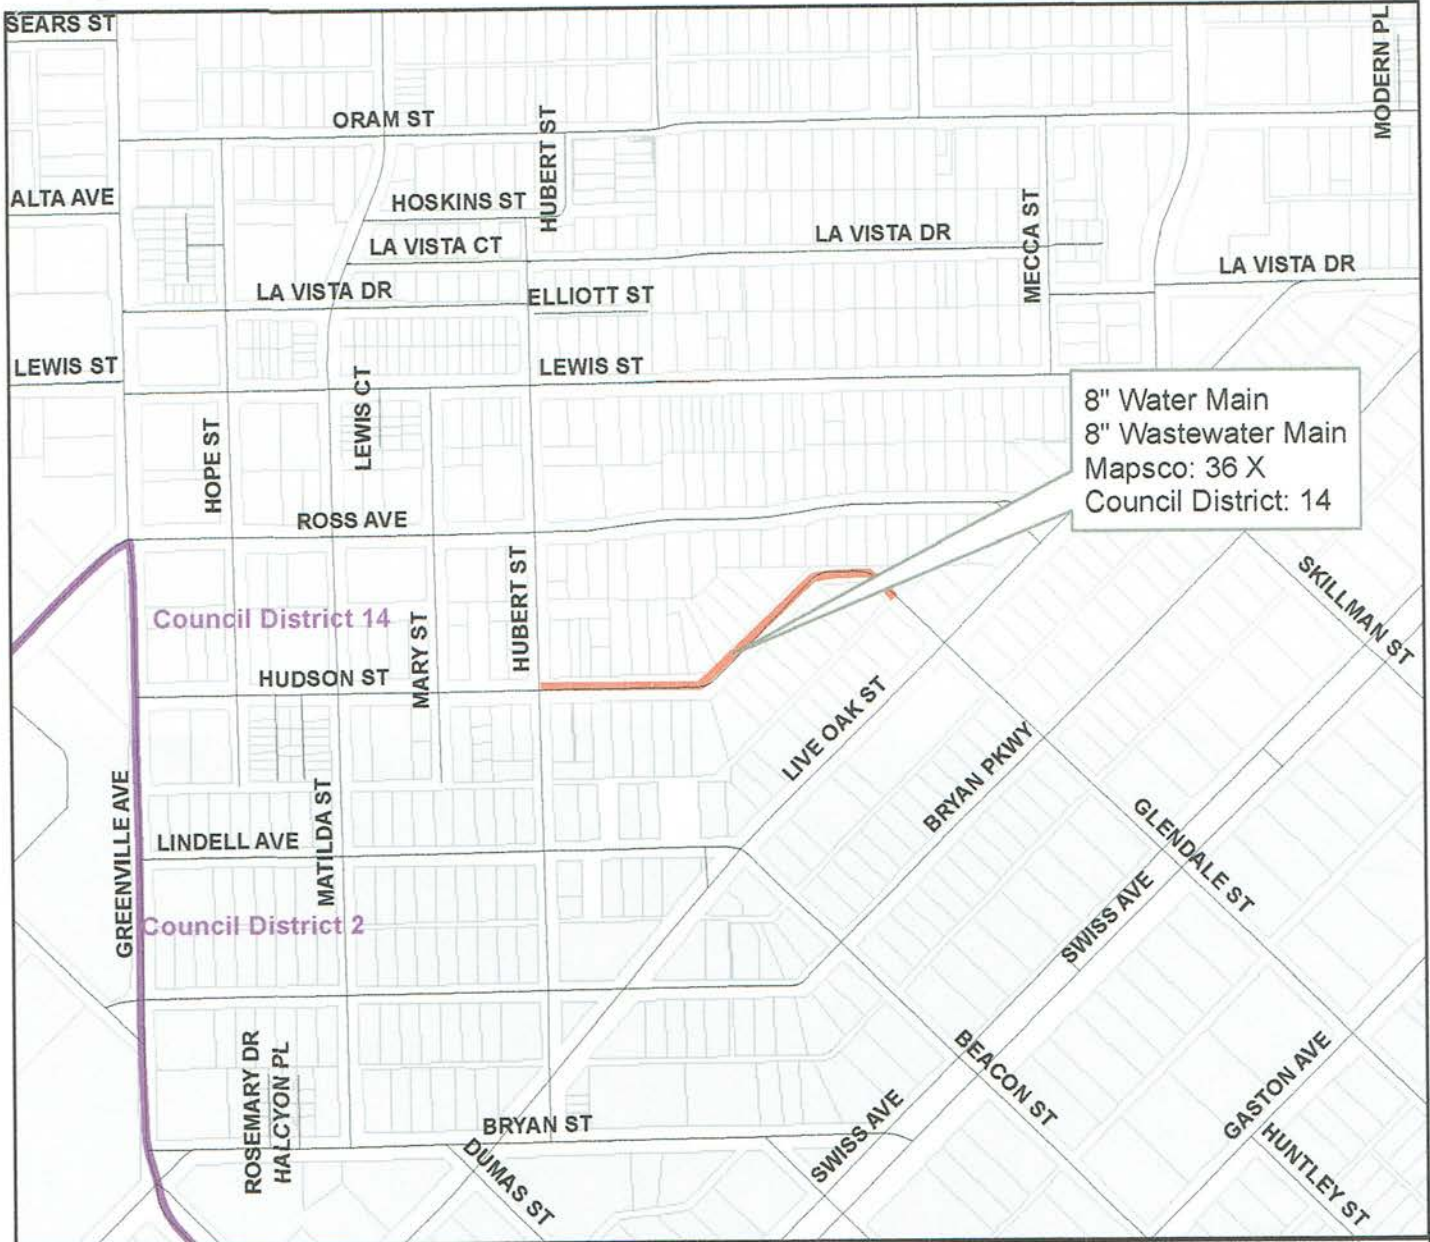 SEARS ST
MODERN PL
ORAM ST
HUBERT ST
ALTA AVE
HOSKINS ST
MECCA ST
LA VISTA CT
LA VISTA DR
LA VISTA DR
LA VISTA DR
ELLIOTT ST
LEWIS ST
LEWIS ST
LEWIS CT
8" Water Main
8" Wastewater Main
Mapsco: 36 X
Council District: 14
HOPE ST
ROSS AVE
HUBERT ST
SKILLMAN ST
Council District 14
MARY ST
HUDSON ST
LIVE OAK ST
BRYAN PKWY
GREENVILLE AVE
MATILDA ST
LINDELL AVE
GLENDALE ST
SWISS AVE
Council District 2
ROSEMARY DR
HALCYON PL
BEACON ST
GASTON AVE
BRYAN ST
SWISS AVE
DUMAS ST
HUNTLEY ST